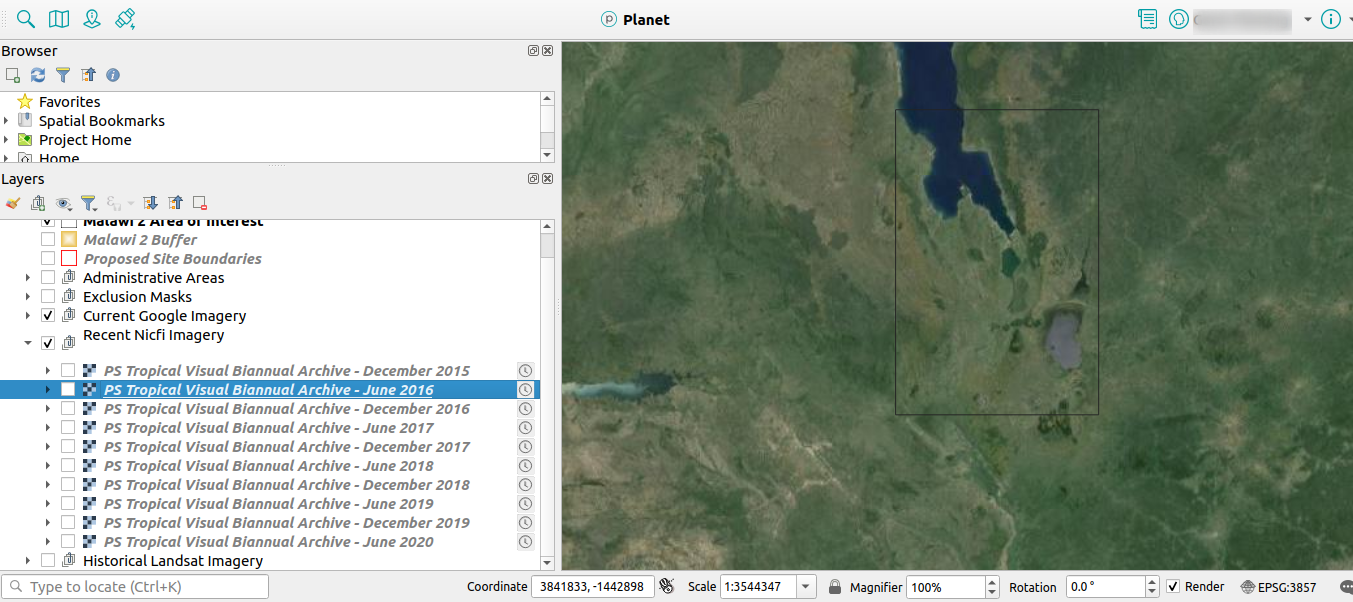 Planet
Browser
Favorites
Spatial Bookmarks
Project Home
Home
Layers
Malawi 2 Area of Interest
Malawi 2 Buffer
Proposed Site Boundaries
Administrative Areas
Exclusion Masks
Current Google Imagery
Recent Nicfi Imagery
PS Tropical Visual Biannual Archive - December 2015
PS Tropical Visual Biannual Archive - June 2016
PS Tropical Visual Biannual Archive - December 2016
PS Tropical Visual Biannual Archive - June 2017
PS Tropical Visual Biannual Archive - December 2017
PS Tropical Visual Biannual Archive - June 2018
PS Tropical Visual Biannual Archive - December 2018
PS Tropical Visual Biannual Archive - June 2019
PS Tropical Visual Biannual Archive - December 2019
PS Tropical Visual Biannual Archive - June 2020
Historical Landsat Imagery
Type to locate (Ctrl+K) Coordinate 3841833, -1442898 Scale 1:3544347 Magnifier 100% Rotation 0.0 ° Render EPSG:3857